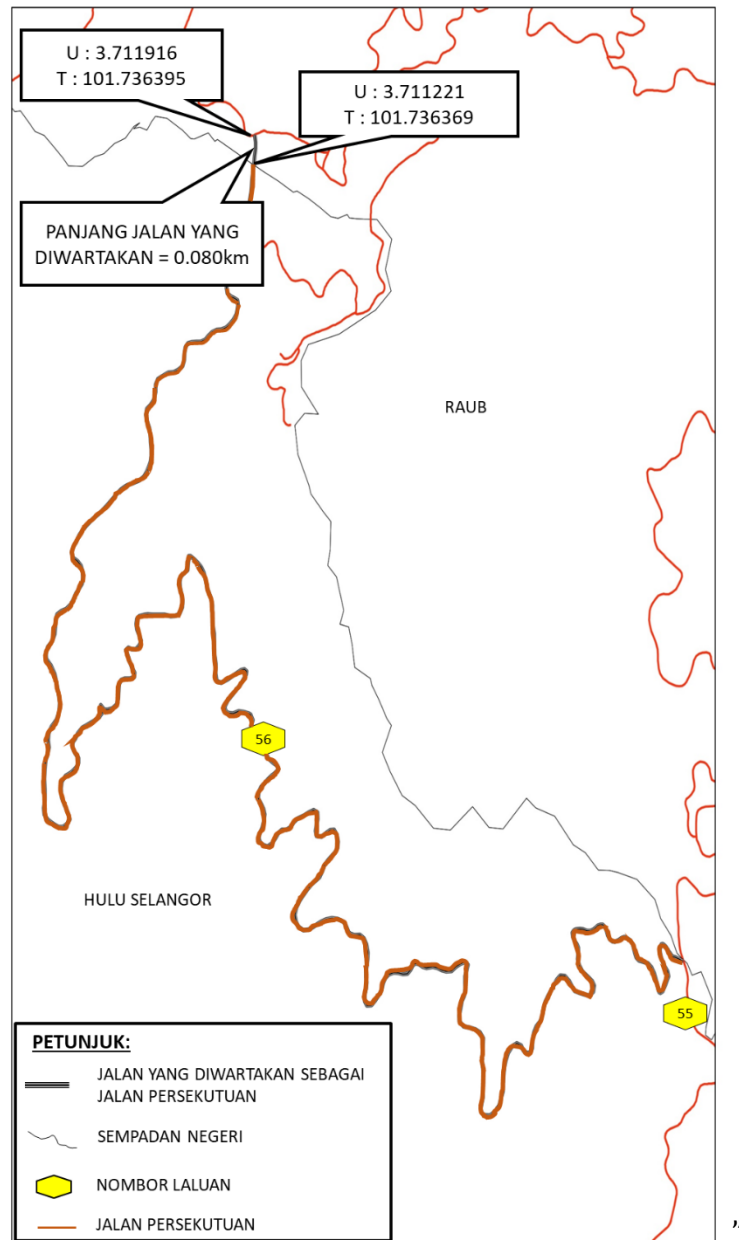 U : 3.711916
T : 101.736395
U : 3.711221
T : 101.736369
PANJANG JALAN YANG
DIWARTAKAN = 0.080km
RAUB
56
HULU SELANGOR
55
PETUNJUK:
JALAN YANG DIWARTAKAN SEBAGAI
JALAN PERSEKUTUAN
SEMPADAN NEGERI
NOMBOR LALUAN
JALAN PERSEKUTUAN
”